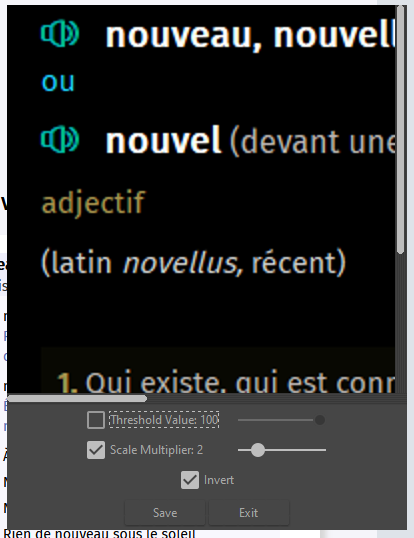 nouveau, nouvell
ou
nouvel (devant une
adjectif
(latin novellus, récent)
1. Qui existe, qui est conn
Threshold Value: 100
Scale Multiplier: 2
Invert
Save Exit
Rien de nouveau sous le soleil